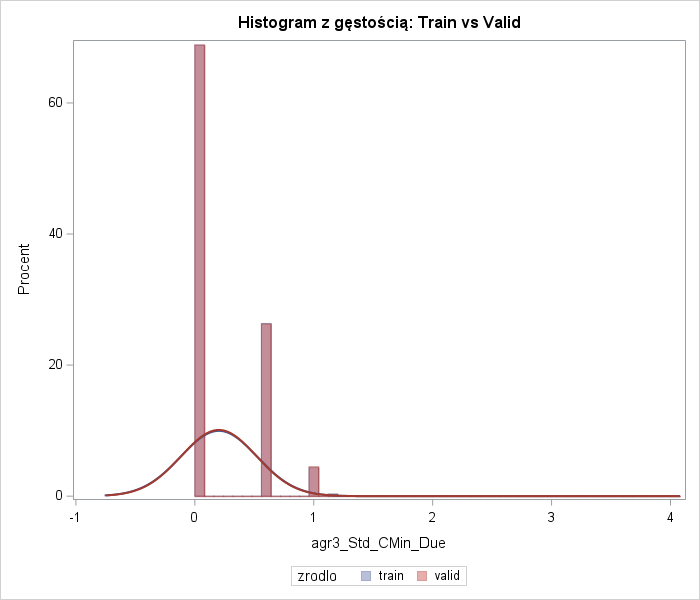 Histogram z gęstością: Train vs Valid
Procent
60
40
20
0
-1 0 1 2 3 4
agr3_Std_CMin_Due
zrodlo train valid